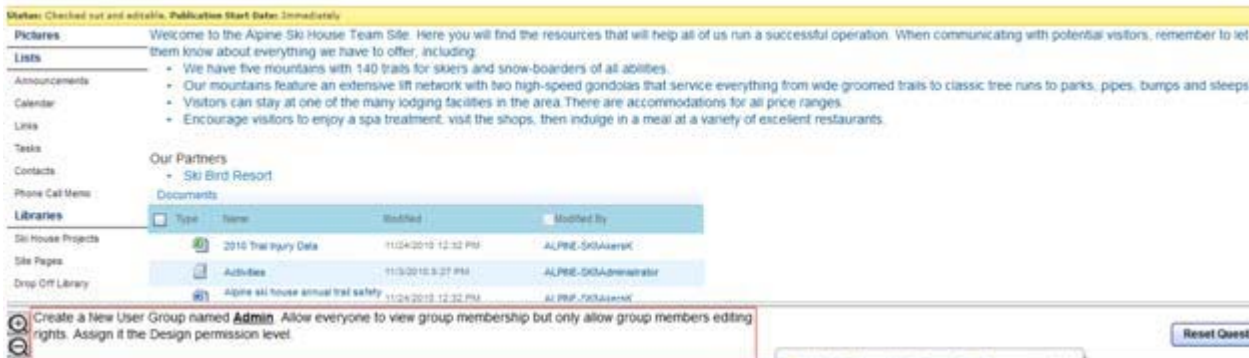 Status: Checked out and editable. Publication Start Date: Immediately
Pictures
Lists
Announcements
Calendar
Links
Tasks
Contacts
Phone Call Memo
Libraries
Ski House Projects
Site Pages
Drop Off Library
Welcome to the Alpine Ski House Team Site. Here you will find the resources that will help all of us run a successful operation. When communicating with potential visitors, remember to let
them know about everything we have to offer, including:
• We have five mountains with 140 trails for skiers and snow-boarders of all abilities.
• Our mountains feature an extensive lift network with two high-speed gondolas that service everything from wide groomed trails to classic tree runs to parks, pipes, bumps and steeps
• Visitors can stay at one of the many lodging facilities in the area.There are accommodations for all price ranges.
• Encourage visitors to enjoy a spa treatment, visit the shops, then indulge in a meal at a variety of excellent restaurants.
Our Partners
• Ski Bird Resort
Documents
Type Name Modified Modified By
2010 Trail Injury Data 11/24/2010 12:32 PM ALPINE-SKI\AkersK
Activities 11/3/2010 5:27 PM ALPINE-SKI\Administrator
Alpine ski house annual trail safety 11/24/2010 12:32 PM ALPINE-SKI\AkersK
Create a New User Group named Admin. Allow everyone to view group membership but only allow group members editing
rights. Assign it the Design permission level.
Reset Quest